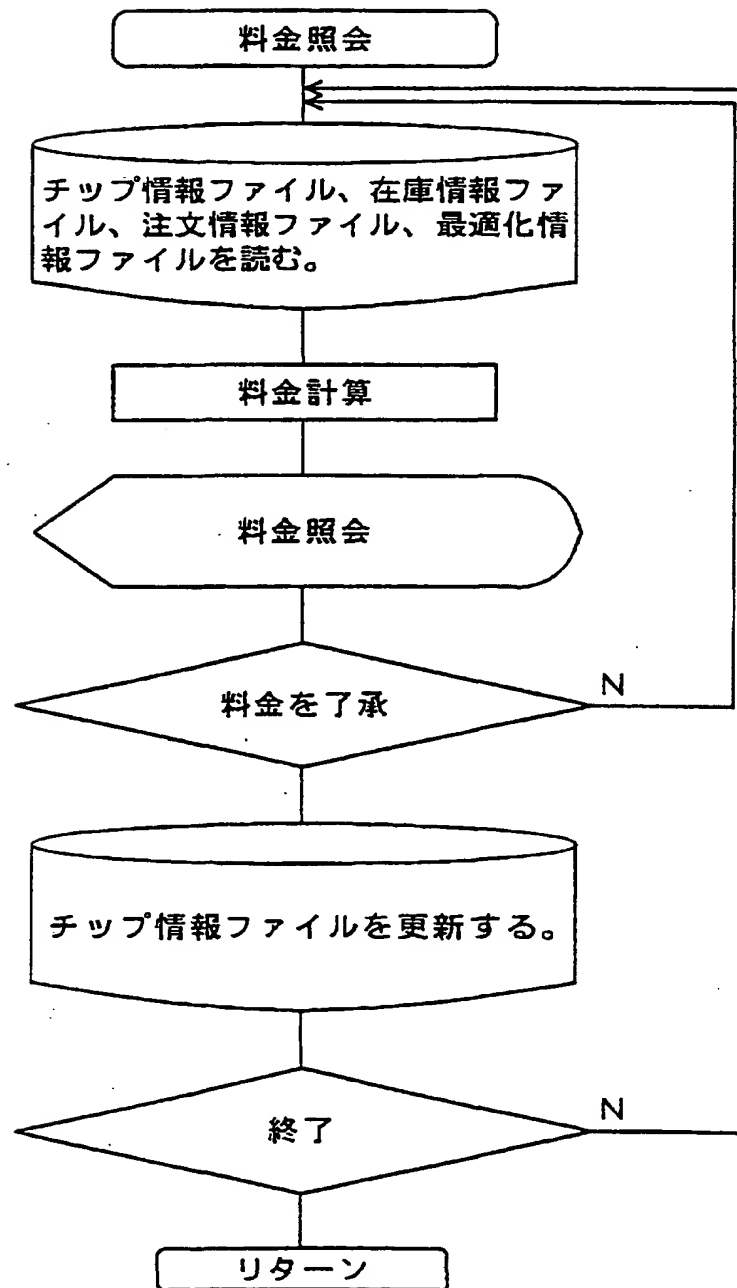 料金照会
チップ情報ファイル、在庫情報ファ
イル、注文情報ファイル、最適化情
報ファイルを読む。
料金計算
料金照会
料金を了承
N
チップ情報ファイルを更新する。
終了
N
リターン